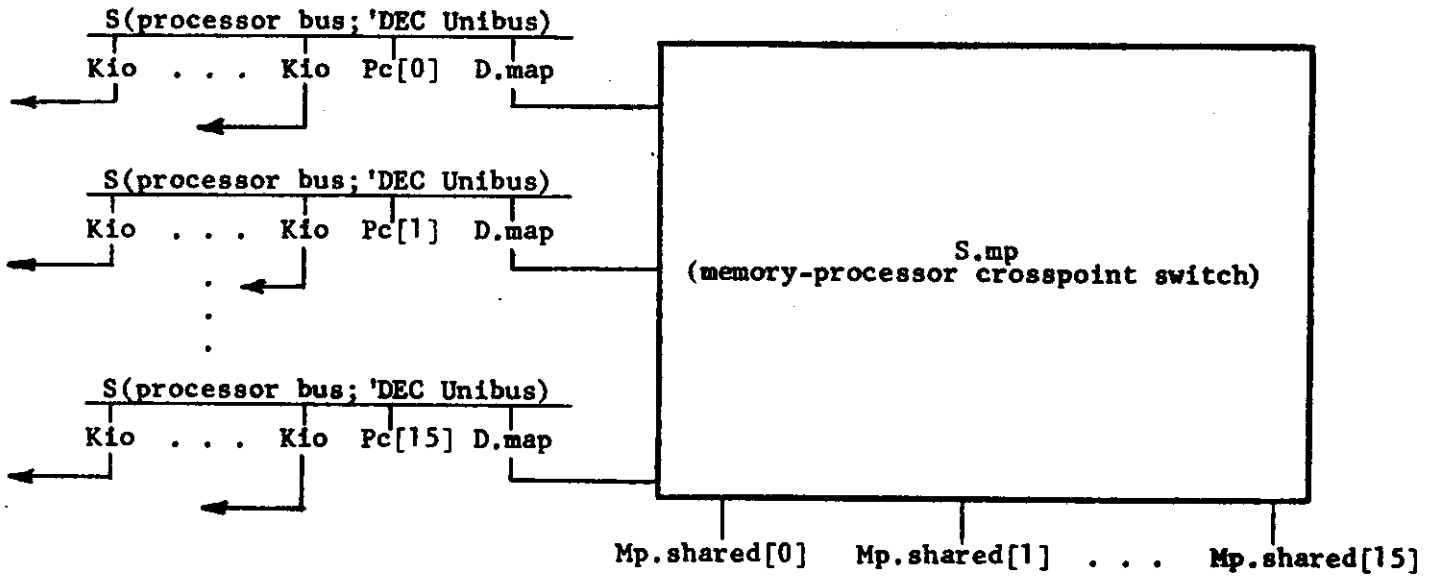 S(processor bus; 'DEC Unibus)
Kio . . . Kio Pc[0] D.map
S(processor bus; 'DEC Unibus)
Kio . . . Kio Pc[1] D.map
.
.
.
S.mp
(memory-processor crosspoint switch)
S(processor bus; 'DEC Unibus)
Kio . . . Kio Pc[15] D.map
Mp.shared[0] Mp.shared[1] . . . Mp.shared[15]